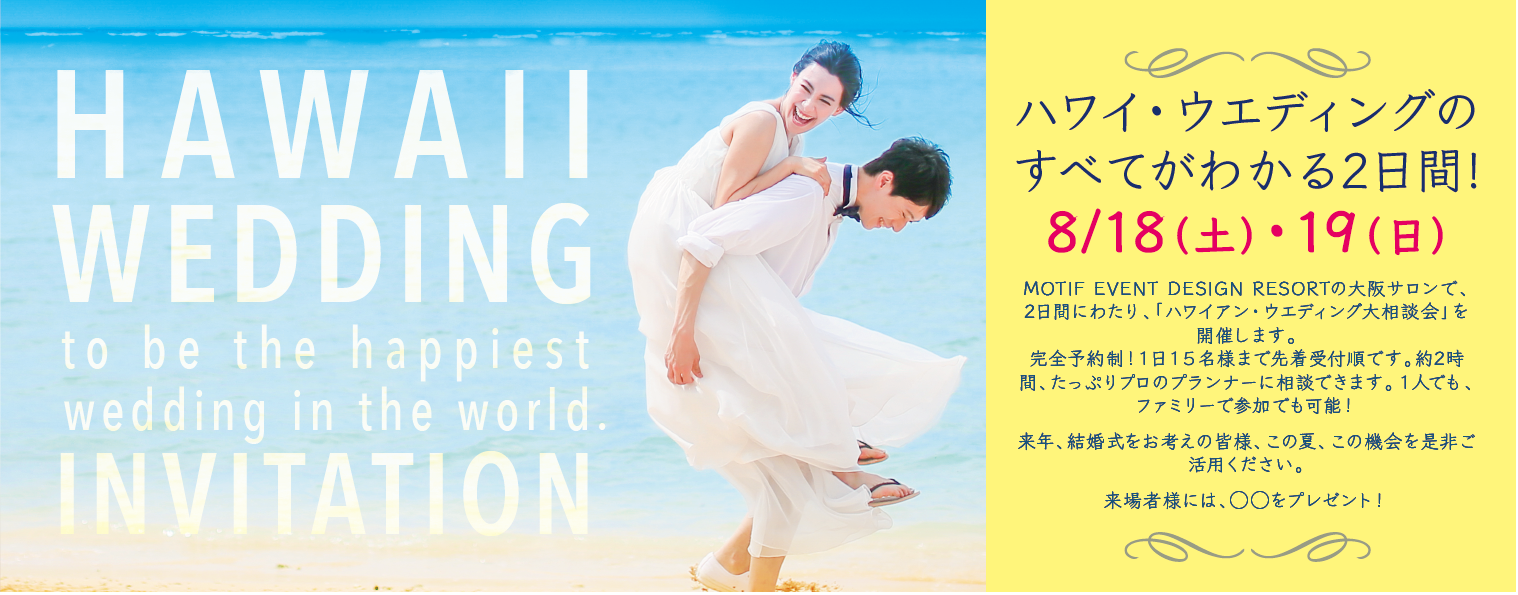 HAWAII
WEDDING
to be the happiest
wedding in the world.
INVITATION
ハワイ・ウエディングの
すべてがわかる2日間!
8/18(土)・19(日)
MOTIF EVENT DESIGN RESORTの大阪サロンで、
2日間にわたり、「ハワイアン・ウエディング大相談会」を
開催します。
完全予約制!1日15名様まで先着受付順です。約2時
間、たっぷりプロのプランナーに相談できます。1人でも、
ファミリーで参加でも可能!
来年、結婚式をお考えの皆様、この夏、この機会を是非ご
活用ください。
来場者様には、〇〇をプレゼント!